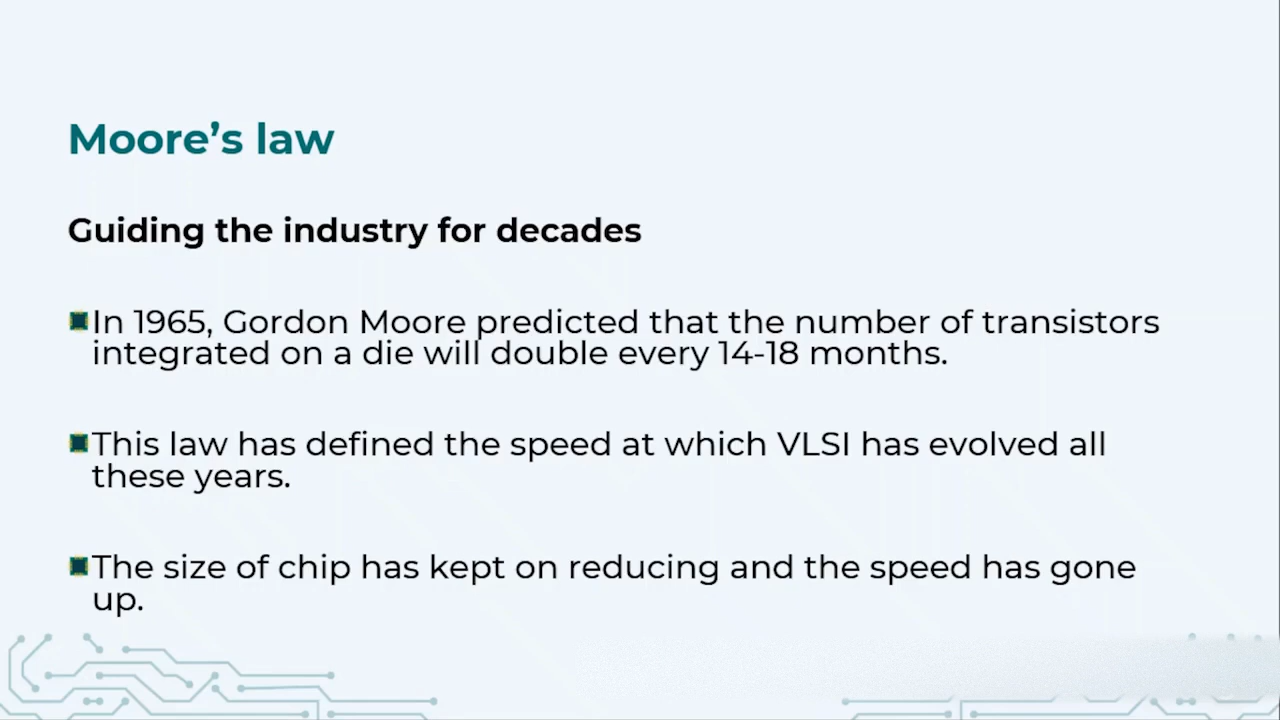 Moore’s law
Guiding the industry for decades
In 1965, Gordon Moore predicted that the number of transistors
integrated on a die will double every 14-18 months.
This law has defined the speed at which VLSI has evolved all
these years.
The size of chip has kept on reducing and the speed has gone
up.